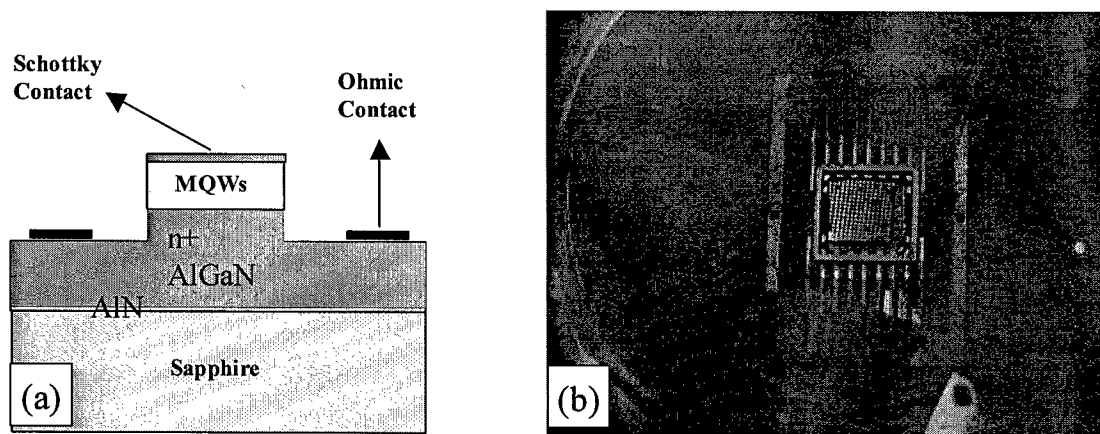 Schottky
Contact
Ohmic
Contact
MQWs
n+
AlGaN
AlN
Sapphire
(a)
(b)